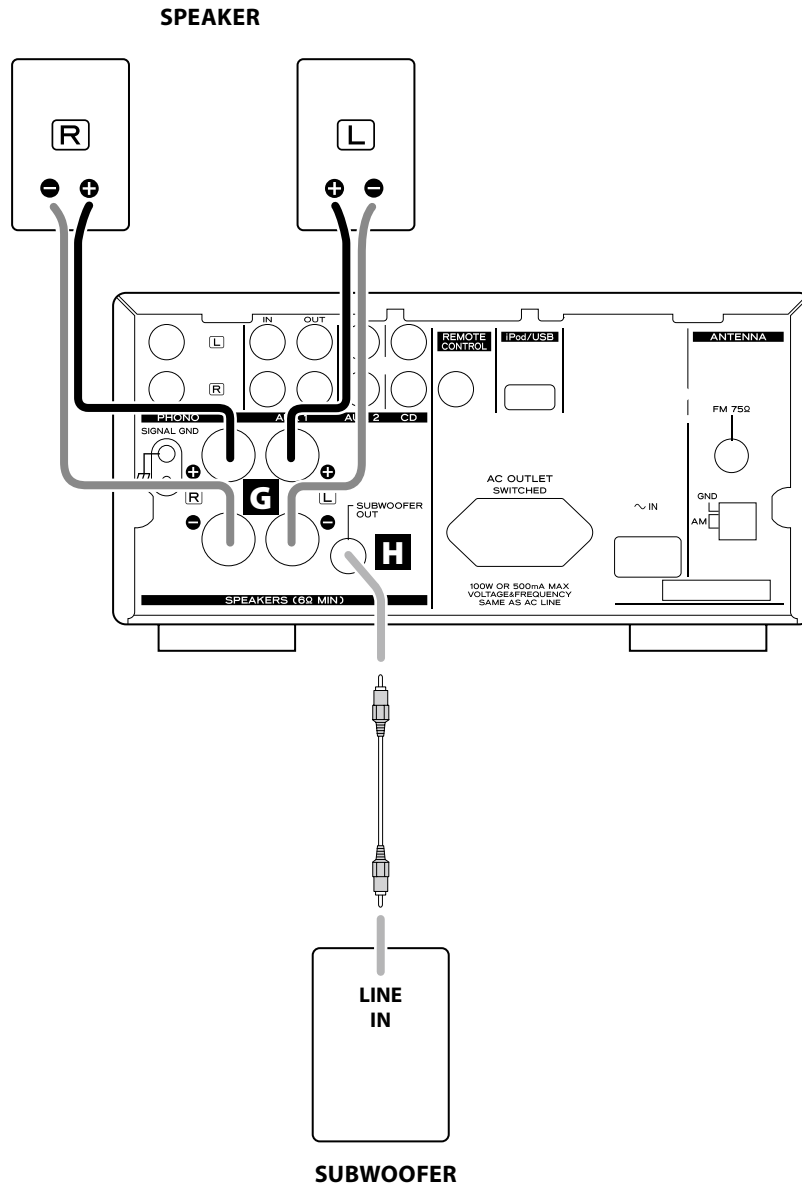 SPEAKER
R
L
− +
+ −
IN OUT
L
REMOTE CONTROL
iPod/USB
ANTENNA
R
PHONO
CD
SIGNAL GND
FM 75Ω
+ +
R
G
L
− −
SUBWOOFER OUT
H
AC OUTLET
SWITCHED
∼ IN
GND
AM
100W OR 500mA MAX
VOLTAGE&FREQUENCY
SAME AS AC LINE
SPEAKERS (6Ω MIN)
LINE
IN
SUBWOOFER